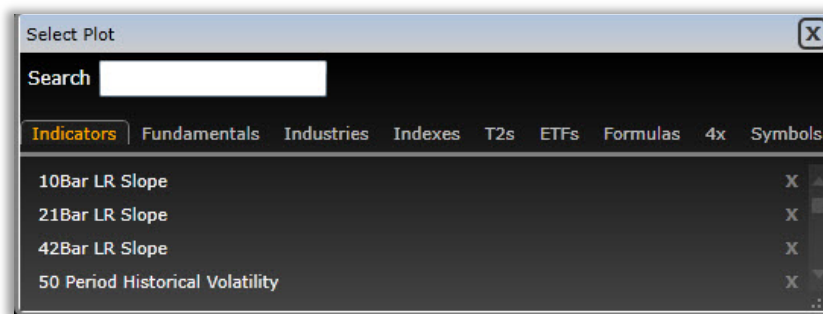 Select Plot X
Search
Indicators Fundamentals Industries Indexes T2s ETFs Formulas 4x Symbols
10Bar LR Slope X
21Bar LR Slope X
42Bar LR Slope X
50 Period Historical Volatility X